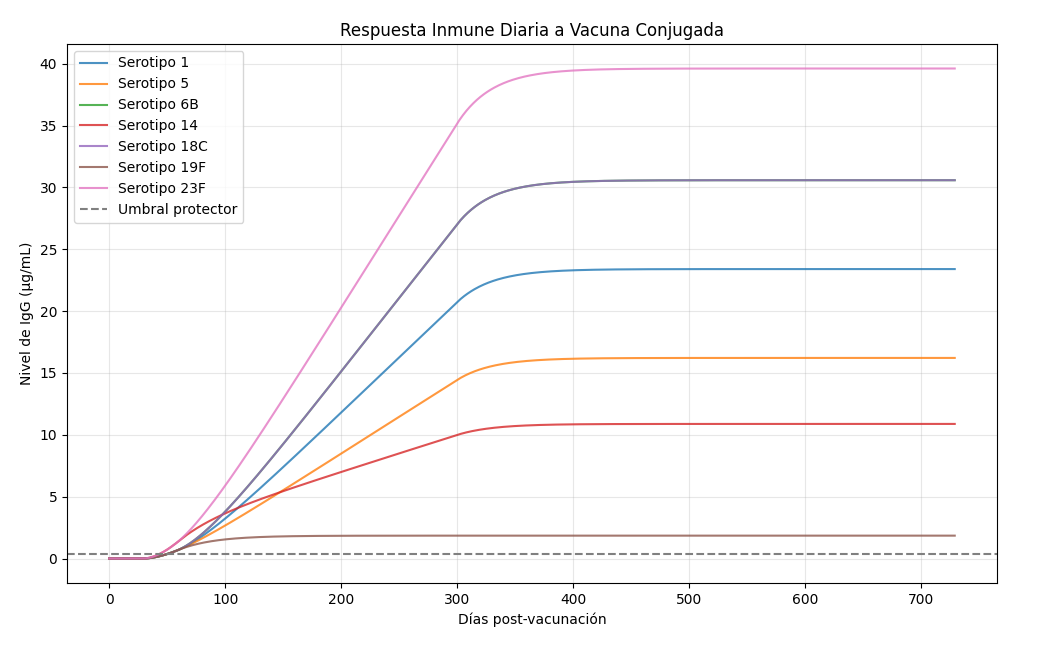 Respuesta Inmune Diaria a Vacuna Conjugada
Serotipo 1
Serotipo 5
Serotipo 6B
Serotipo 14
Serotipo 18C
Serotipo 19F
Serotipo 23F
Umbral protector
Nivel de IgG (µg/mL)
40
35
30
25
20
15
10
5
0
0 100 200 300 400 500 600 700
Días post-vacunación